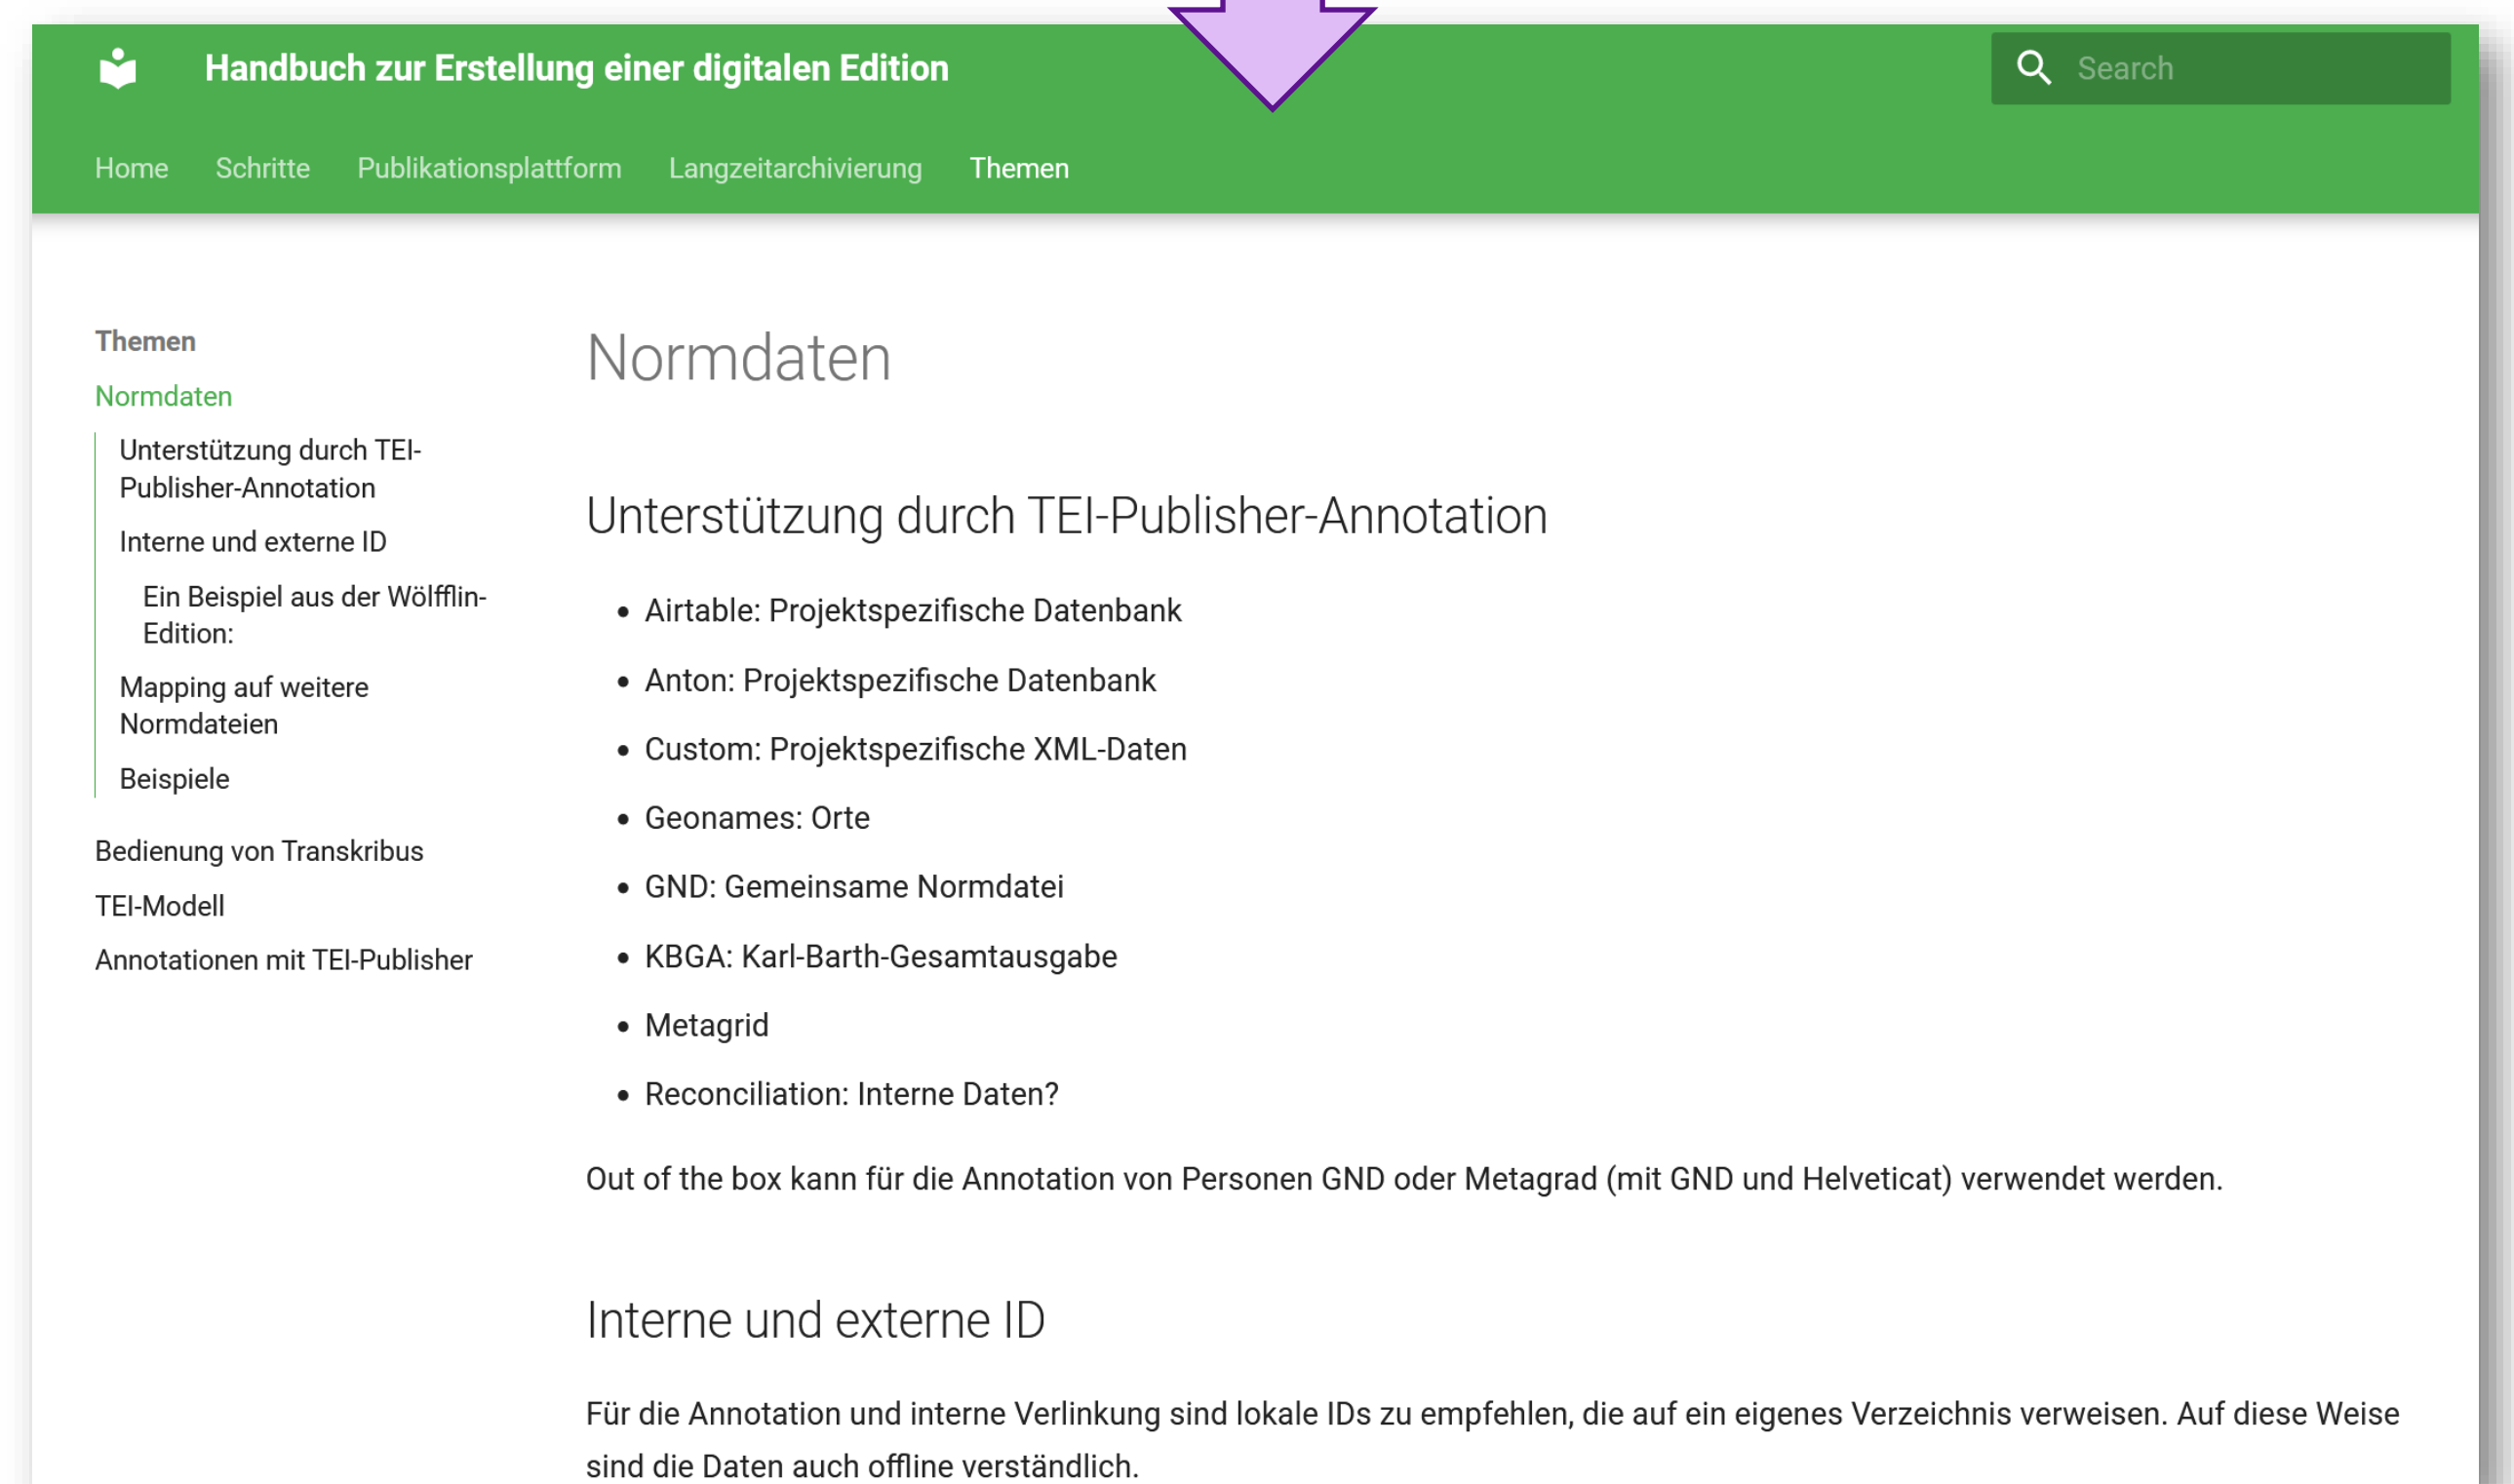 Handbuch zur Erstellung einer digitalen Edition
Search
Home Schritte Publikationsplattform Langzeitarchivierung Themen
Themen
Normdaten
Unterstützung durch TEI-
Publisher-Annotation
Interne und externe ID
Ein Beispiel aus der Wölfflin-
Edition:
Mapping auf weitere
Normdateien
Beispiele
Bedienung von Transkribus
TEI-Modell
Annotationen mit TEI-Publisher
Normdaten
Unterstützung durch TEI-Publisher-Annotation
• Airtable: Projektspezifische Datenbank
• Anton: Projektspezifische Datenbank
• Custom: Projektspezifische XML-Daten
• Geonames: Orte
• GND: Gemeinsame Normdatei
• KBGA: Karl-Barth-Gesamtausgabe
• Metagrid
• Reconciliation: Interne Daten?
Out of the box kann für die Annotation von Personen GND oder Metagrad (mit GND und Helveticat) verwendet werden.
Interne und externe ID
Für die Annotation und interne Verlinkung sind lokale IDs zu empfehlen, die auf ein eigenes Verzeichnis verweisen. Auf diese Weise
sind die Daten auch offline verständlich.